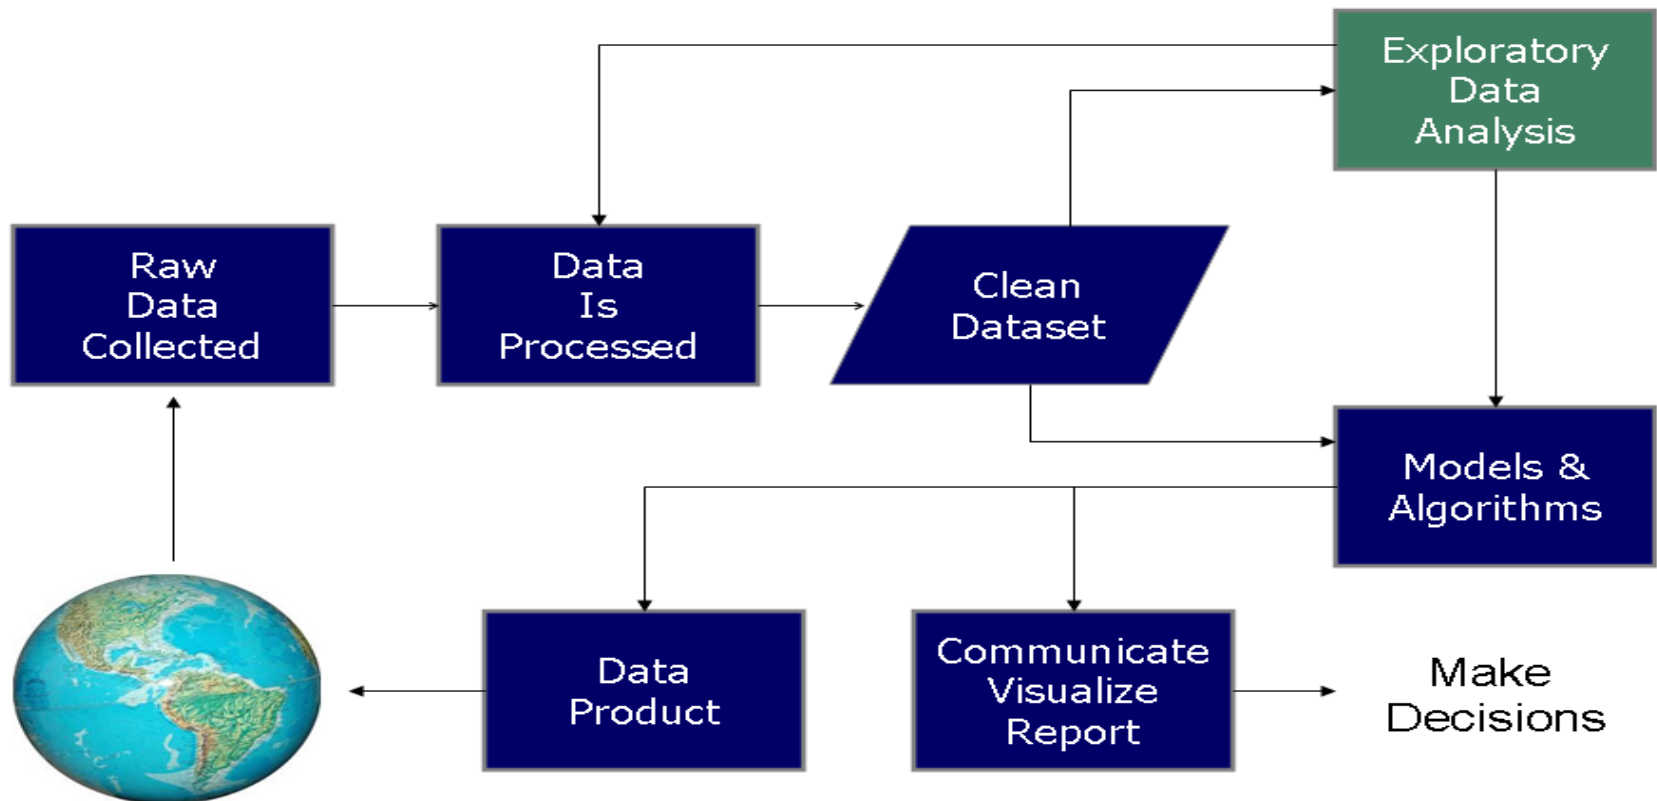 Exploratory
Data
Analysis
Raw
Data
Collected
Data
Is
Processed
Clean
Dataset
Models &
Algorithms
Data
Product
Communicate
Visualize
Report
Make
Decisions